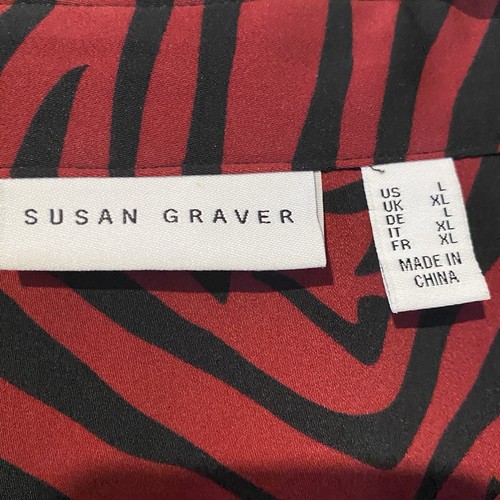 SUSAN GRAVER
US L
UK XL
DE L
IT XL
FR XL
MADE IN
CHINA